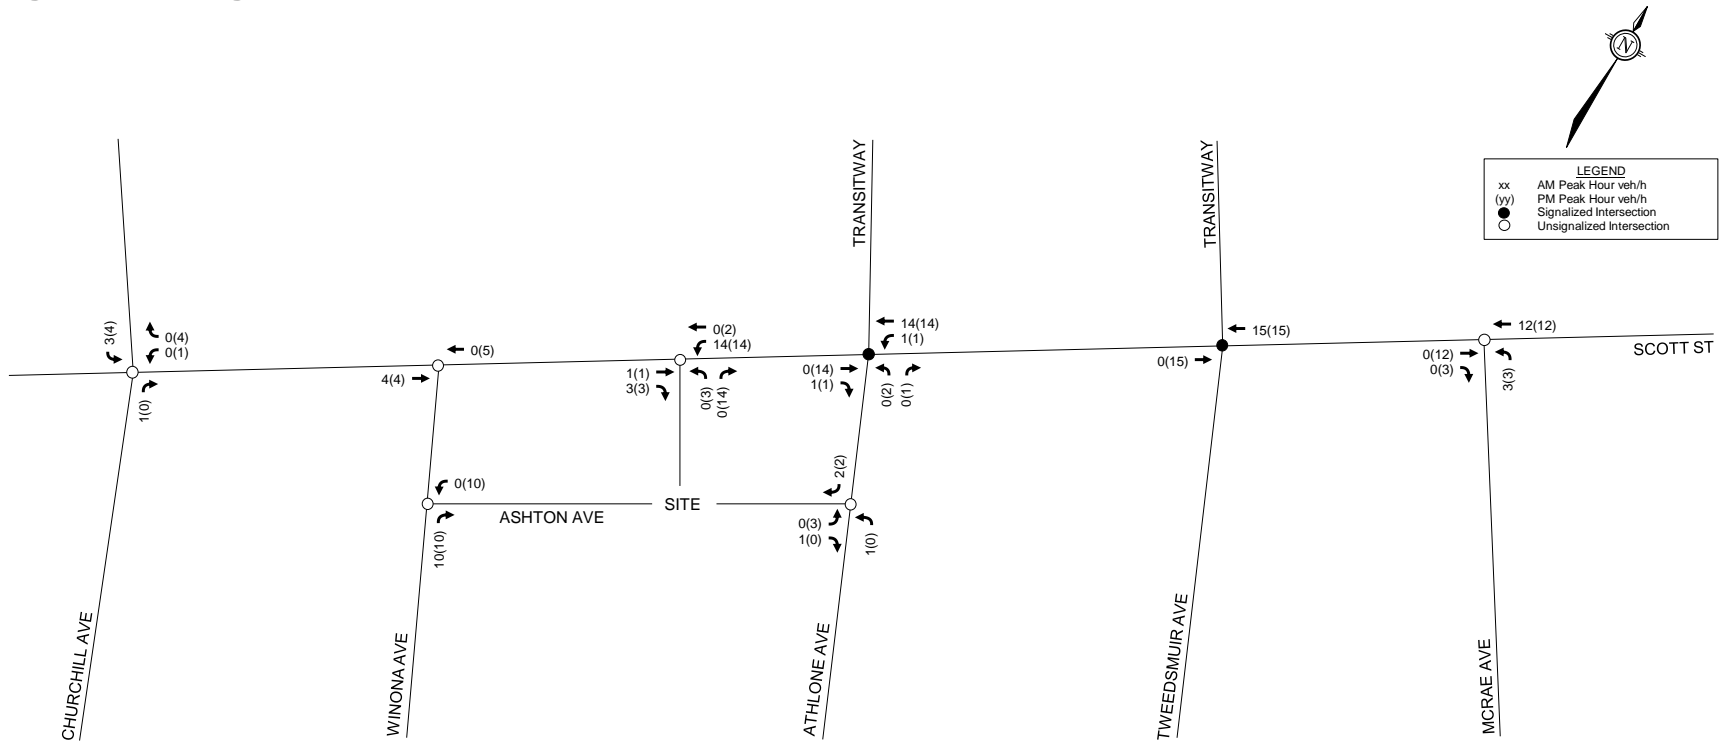 N
TRANSITWAY
TRANSITWAY
LEGEND
xx AM Peak Hour veh/h
(yy) PM Peak Hour veh/h
Signalized Intersection
Unsignalized Intersection
3(4)
0(4)
0(1)
1(0)
0(5)
4(4)
0(2)
14(14)
1(1)
3(3)
0(3)
0(14)
14(14)
1(1)
0(14)
1(1)
0(2)
0(1)
15(15)
0(15)
12(12)
0(12)
0(3)
3(3)
SCOTT ST
0(10)
10(10)
ASHTON AVE
SITE
2(2)
0(3)
1(0)
1(0)
CHURCHILL AVE
WINONA AVE
ATHLONE AVE
TWEEDSMUIR AVE
MCRAE AVE